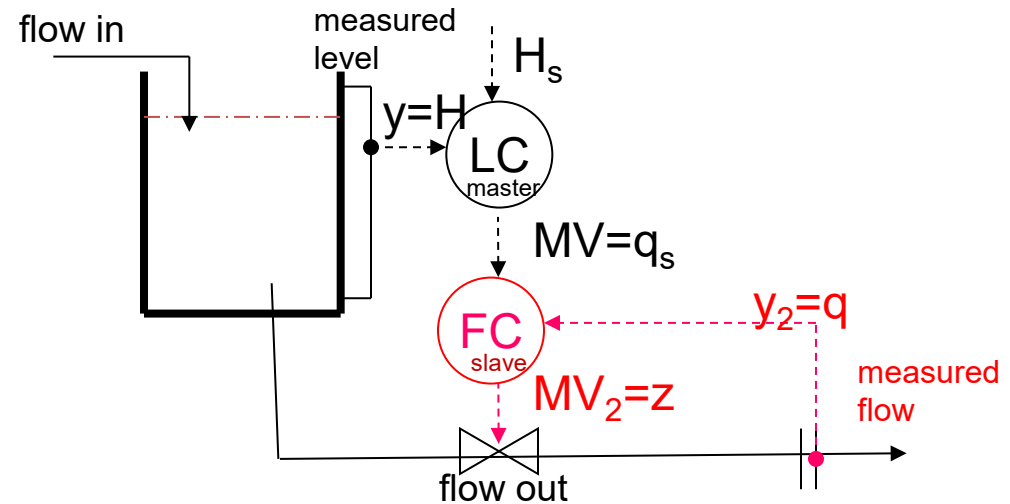 flow in
measured
level
Hₛ
y=H
LC
master
MV=qₛ
y₂=q
FC
slave
measured
flow
MV₂=z
flow out